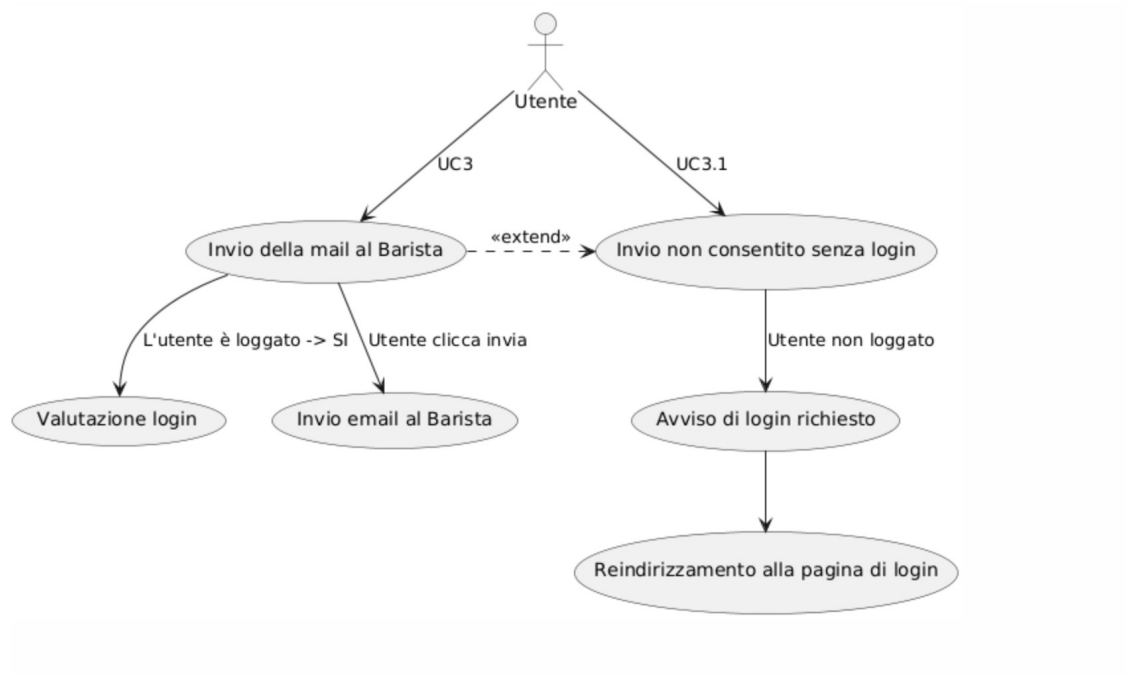 Utente
UC3
UC3.1
Invio della mail al Barista
«extend»
Invio non consentito senza login
L'utente è loggato -> SI
Utente clicca invia
Utente non loggato
Valutazione login
Invio email al Barista
Avviso di login richiesto
Reindirizzamento alla pagina di login